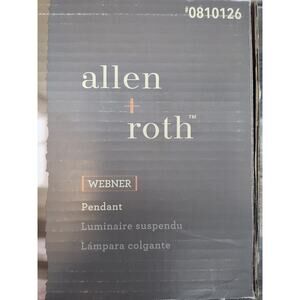 #0810126
allen
+
roth™
[WEBNER]
Pendant
Luminaire suspendu
Lámpara colgante